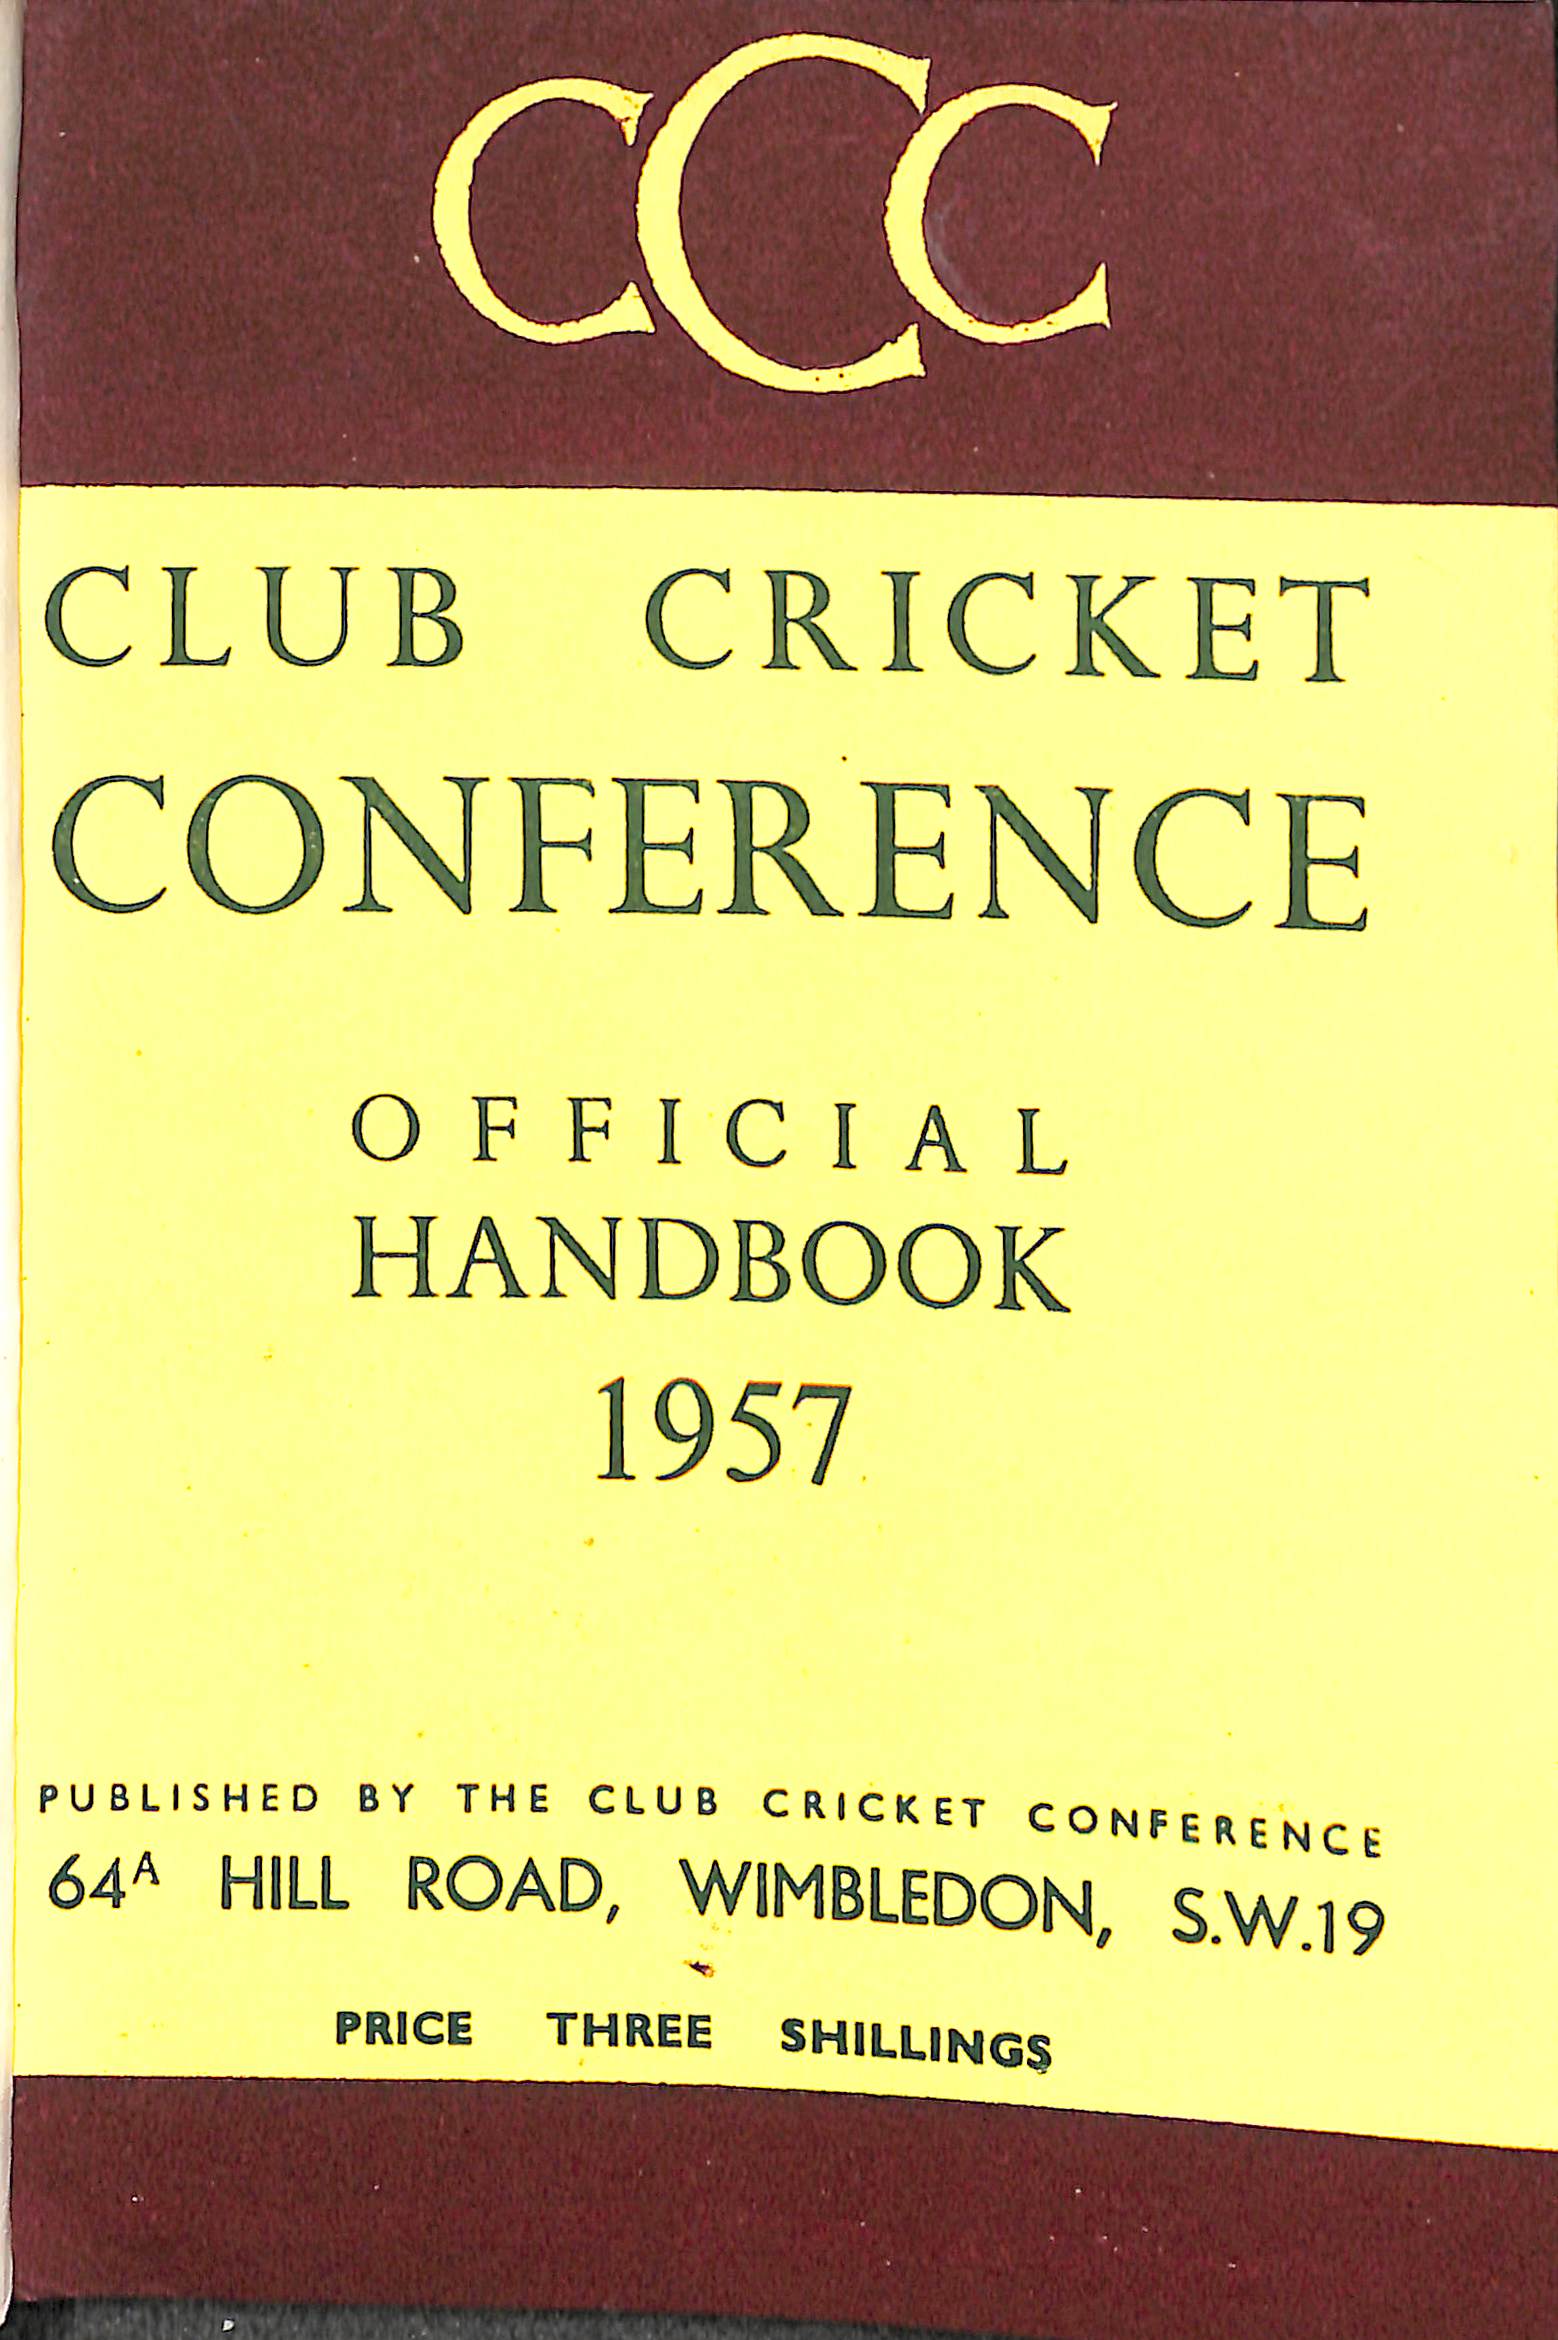 CCC
CLUB CRICKET
CONFERENCE
OFFICIAL
HANDBOOK
1957
PUBLISHED BY THE CLUB CRICKET CONFERENCE
64A HILL ROAD, WIMBLEDON, S.W.19
PRICE THREE SHILLINGS